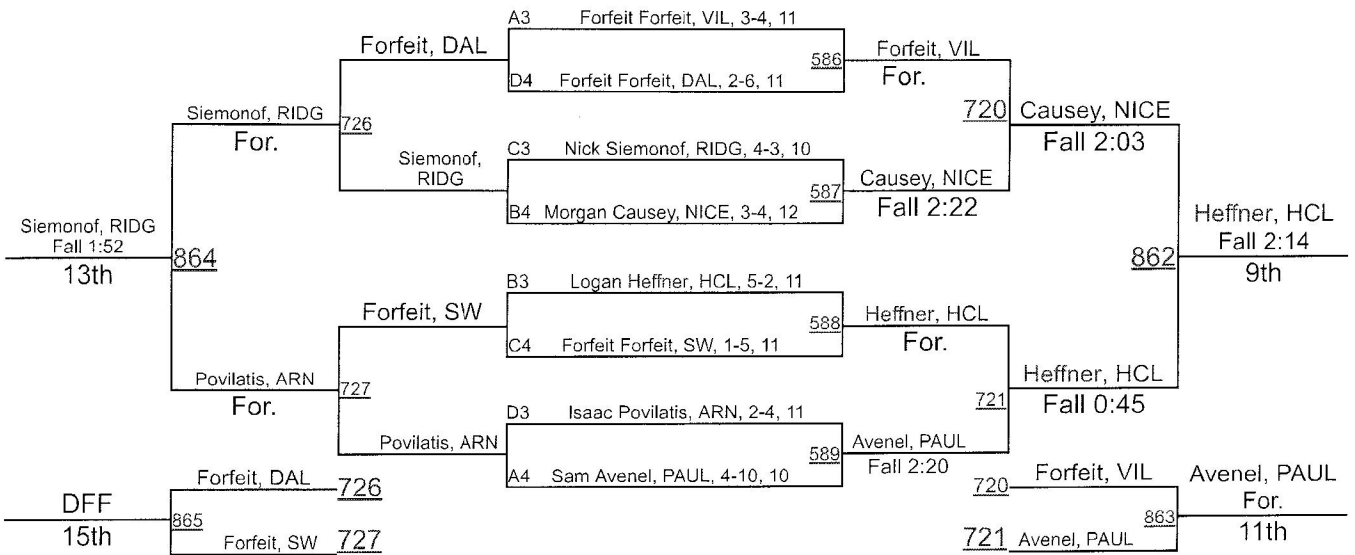 A3 Forfeit Forfeit, VIL, 3-4, 11
Forfeit, DAL
586 Forfeit, VIL
For.
D4 Forfeit Forfeit, DAL, 2-6, 11
Siemonof, RIDG
For.
726
720 Causey, NICE
Fall 2:03
C3 Nick Siemonof, RIDG, 4-3, 10
Siemonof,
RIDG
587 Causey, NICE
Fall 2:22
B4 Morgan Causey, NICE, 3-4, 12
Siemonof, RIDG
Fall 1:52
13th
864
862
Heffner, HCL
Fall 2:14
9th
B3 Logan Heffner, HCL, 5-2, 11
Forfeit, SW
588 Heffner, HCL
For.
C4 Forfeit Forfeit, SW, 1-5, 11
Povilatis, ARN
For.
727
721
Heffner, HCL
Fall 0:45
D3 Isaac Povilatis, ARN, 2-4, 11
Povilatis, ARN
589 Avenel, PAUL
Fall 2:20
A4 Sam Avenel, PAUL, 4-10, 10
Forfeit, DAL 726
DFF
15th
865
Forfeit, SW 727
720 Forfeit, VIL
863
Avenel, PAUL
For.
11th
721 Avenel, PAUL